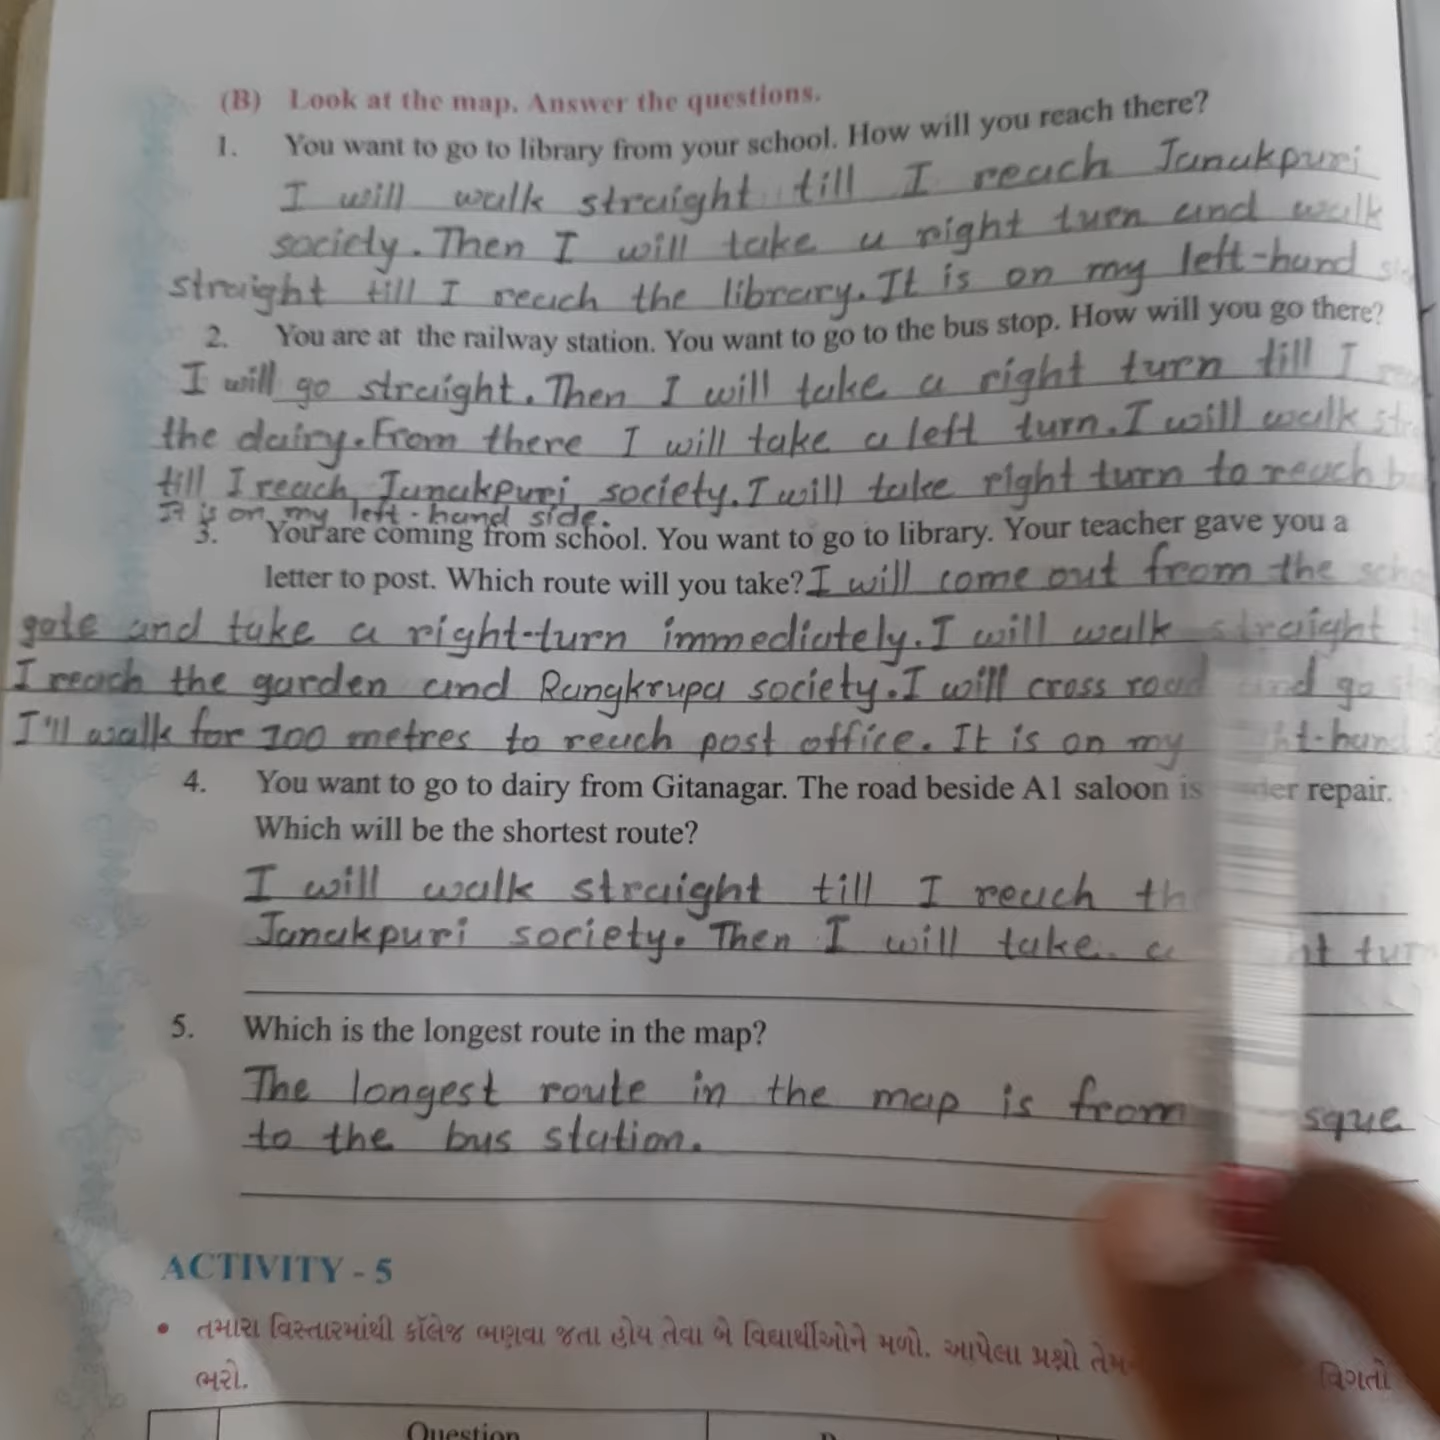 (B) Look at the map. Answer the questions.
1. You want to go to library from your school. How will you reach there?
I will walk straight till I reach Janakpuri
society. Then I will take a right turn and walk
straight till I reach the library. It is on my left-hand
2. You are at the railway station. You want to go to the bus stop. How will you go there?
I will go straight. Then I will take a right turn till I
the dairy. From there I will take a left turn. I will walk
till I reach Janakpuri society. I will take right turn to reach
It is on my left-hand side.
3. You are coming from school. You want to go to library. Your teacher gave you a
letter to post. Which route will you take? I will come out from the
gate and take a right-turn immediately. I will walk straight
I reach the garden and Rangkrupa society. I will cross road and go
I'll walk for 100 metres to reach post office. It is on my
4. You want to go to dairy from Gitanagar. The road beside A1 saloon is repair.
Which will be the shortest route?
I will walk straight till I reach
Janakpuri society. Then I will take a
5. Which is the longest route in the map?
The longest route in the map is from
to the bus station.
ACTIVITY - 5
• તમારા વિસ્તારમાંથી કૉલેજ ભણવા જતા હોય તેવા બે વિદ્યાર્થીઓને મળો. આપેલા પ્રશ્નો વિગતો
ભરો.
Question